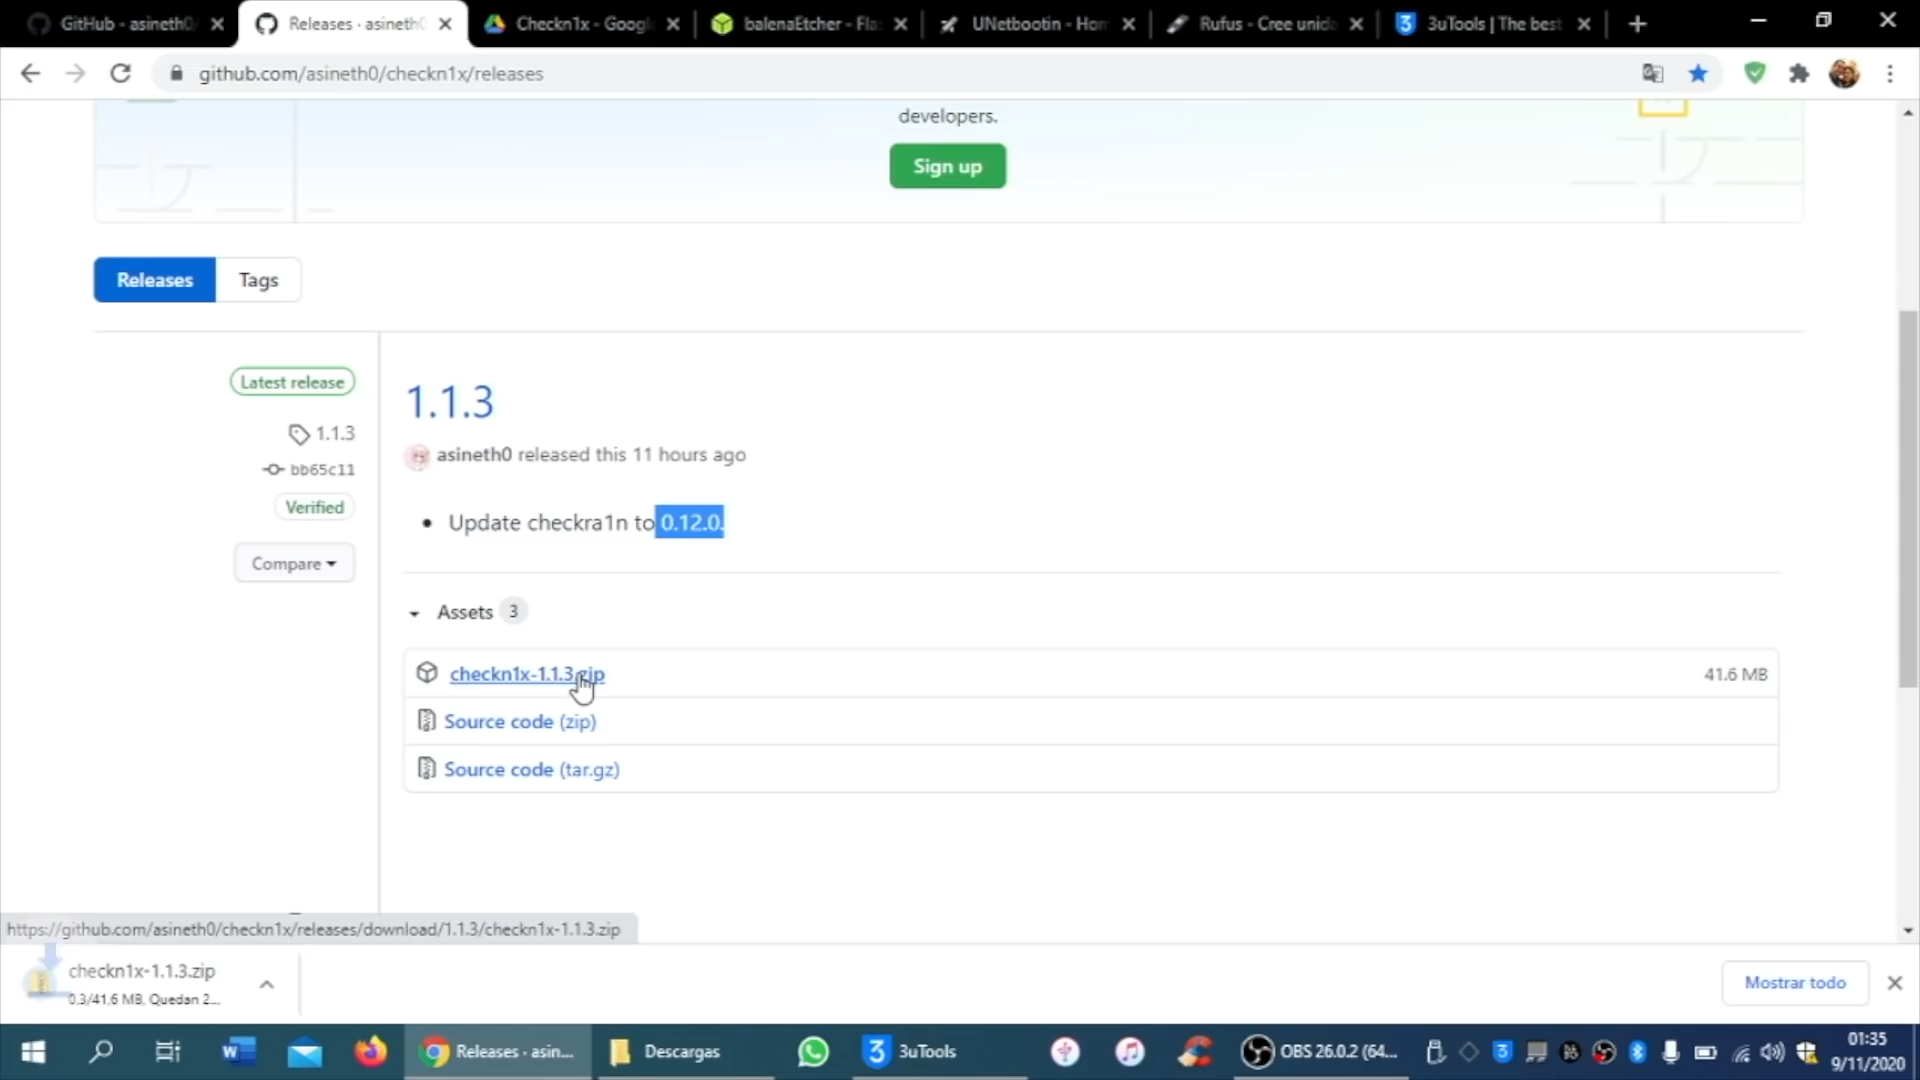 GitHub - asineth0/
Releases · asineth0
Checkn1x - Google
balenaEtcher - Fla
UNetbootin - Hom
Rufus - Cree unida
3uTools | The best
github.com/asineth0/checkn1x/releases
developers.
Sign up
Releases
Tags
Latest release
1.1.3
bb65c11
Verified
Compare
1.1.3
asineth0 released this 11 hours ago
Update checkra1n to 0.12.0.
Assets 3
checkn1x-1.1.3.zip
41.6 MB
Source code (zip)
Source code (tar.gz)
https://github.com/asineth0/checkn1x/releases/download/1.1.3/checkn1x-1.1.3.zip
checkn1x-1.1.3.zip
0.3/41,6 MB, Quedan 2...
Mostrar todo
Releases · asin...
Descargas
3uTools
OBS 26.0.2 (64...
01:35
9/11/2020